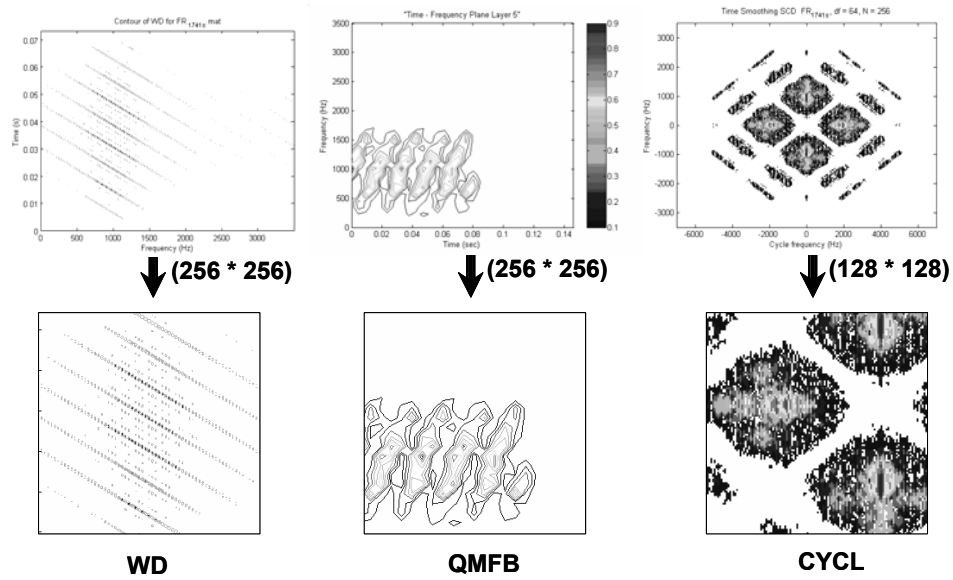 Contour of WD for FR1741s mat
0.07
0.06
0.05
0.04
0.03
0.02
0.01
0
Time (s)
0 500 1000 1500 2000 2500 3000
Frequency (Hz)
"Time - Frequency Plane Layer 5"
3500
3000
2500
2000
1500
1000
500
0
Frequency (Hz)
0 0.02 0.04 0.06 0.08 0.1 0.12 0.14
Time (sec)
0.9
0.8
0.7
0.6
0.5
0.4
0.3
0.2
0.1
Time Smoothing SCD FR1741s, df = 64, N = 256
3000
2000
1000
0
-1000
-2000
-3000
Frequency (Hz)
-6000 -4000 -2000 0 2000 4000 6000
Cycle frequency (Hz)
(256 * 256)
(256 * 256)
(128 * 128)
WD
QMFB
CYCL